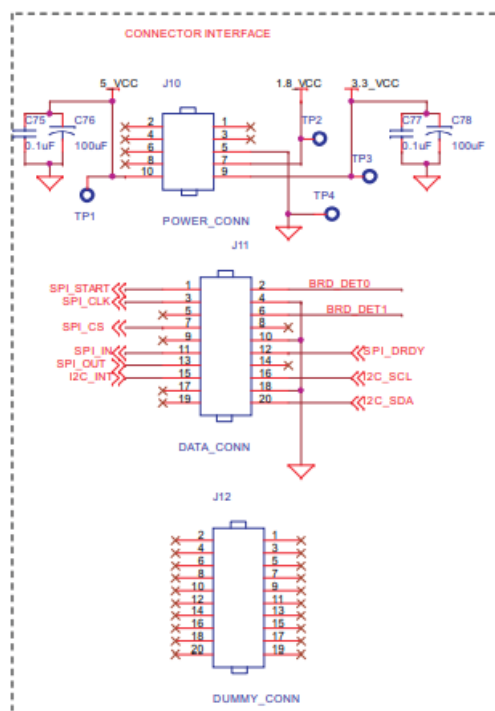 CONNECTOR INTERFACE
5_VCC J10 1.8_VCC 3.3_VCC
C75 C76 C77 C78
2 1
4 3
6 5
8 7
10 9
0.1uF 100uF 0.1uF 100uF
TP2
TP3
TP1 TP4
POWER_CONN
J11
SPI_START 1 2 BRD_DET0
SPI_CLK 3 4
5 6 BRD_DET1
SPI_CS 7 8
9 10
SPI_IN 11 12 SPI_DRDY
SPI_OUT 13 14
I2C_INT 15 16 I2C_SCL
17 18
19 20 I2C_SDA
DATA_CONN
J12
2 1
4 3
6 5
8 7
10 9
12 11
14 13
16 15
18 17
20 19
DUMMY_CONN